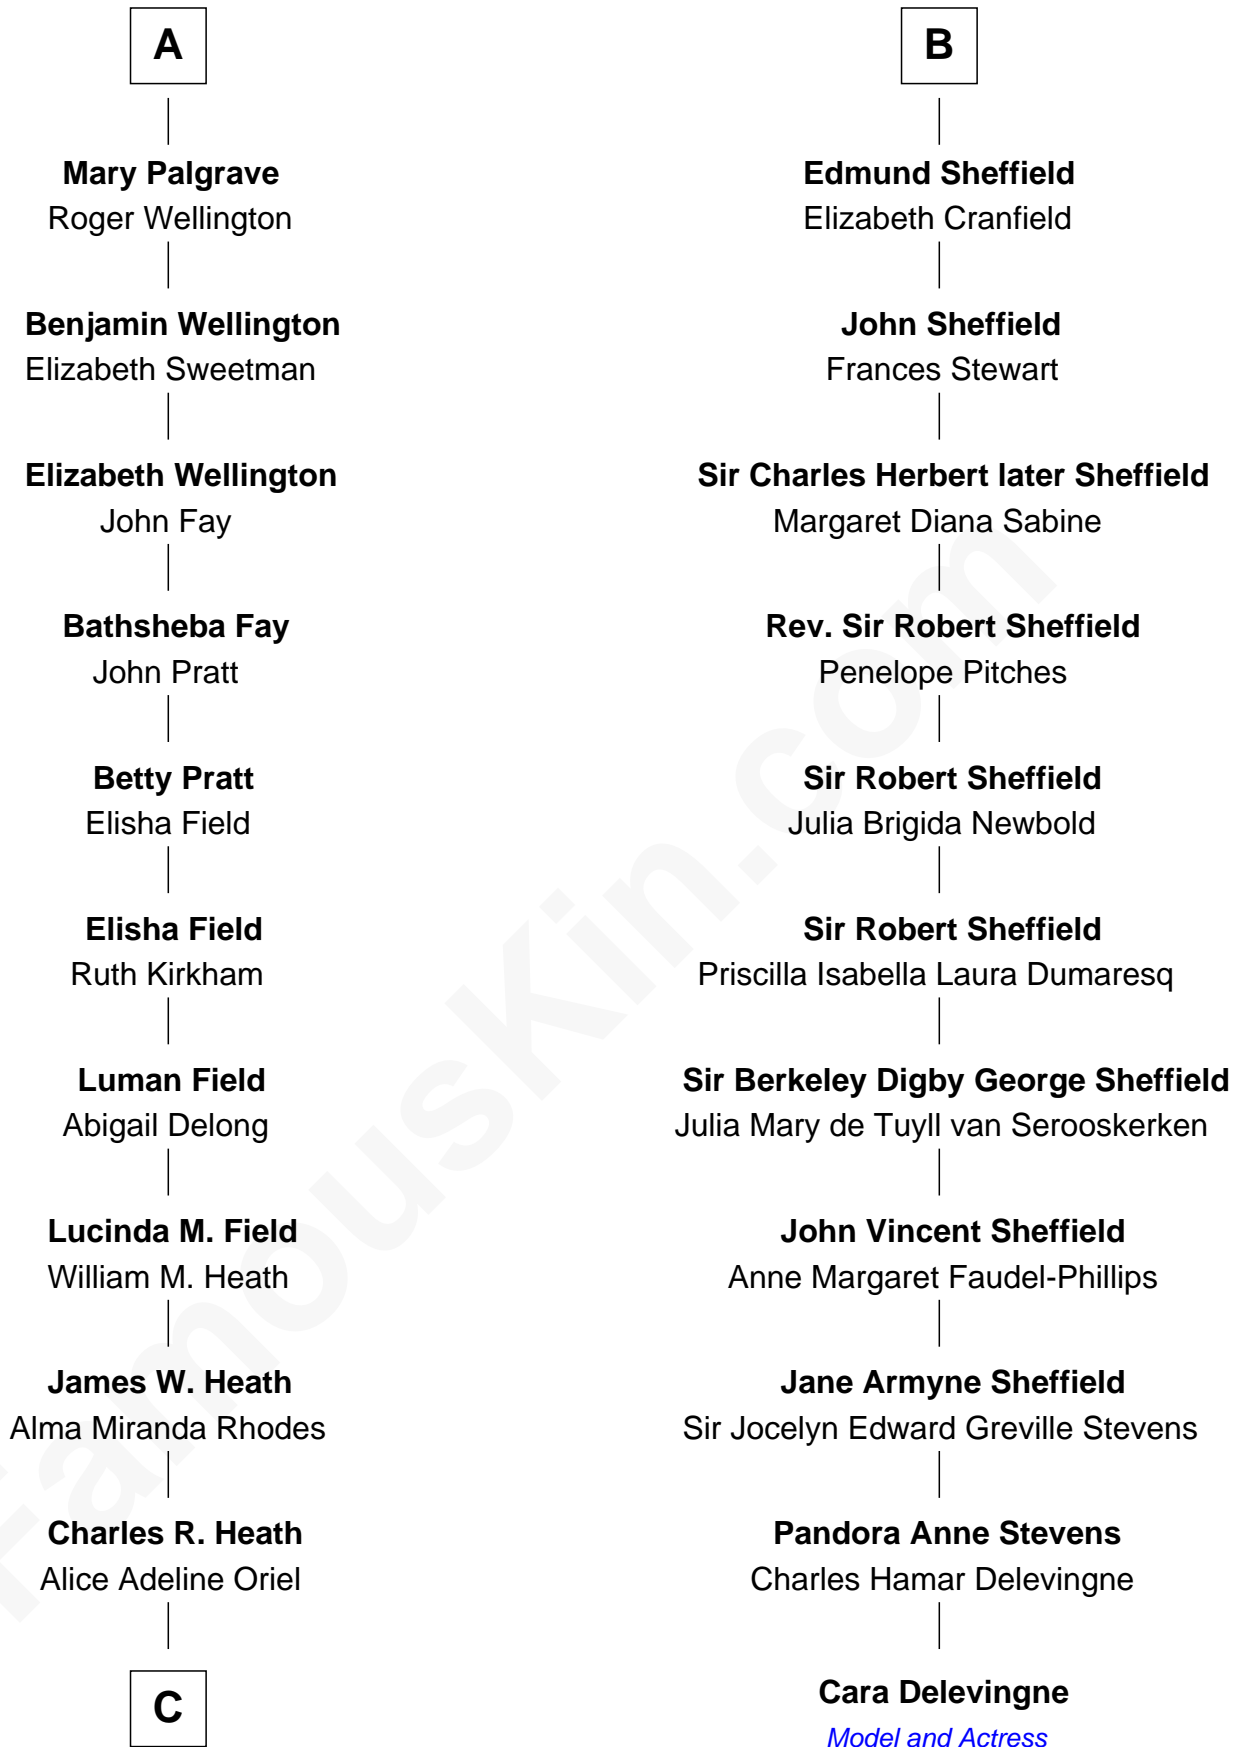 A
Mary Palgrave
Roger Wellington
Benjamin Wellington
Elizabeth Sweetman
Elizabeth Wellington
John Fay
Bathsheba Fay
John Pratt
Betty Pratt
Elisha Field
Elisha Field
Ruth Kirkham
Luman Field
Abigail Delong
Lucinda M. Field
William M. Heath
James W. Heath
Alma Miranda Rhodes
Charles R. Heath
Alice Adeline Oriel
C
B
Edmund Sheffield
Elizabeth Cranfield
John Sheffield
Frances Stewart
Sir Charles Herbert later Sheffield
Margaret Diana Sabine
Rev. Sir Robert Sheffield
Penelope Pitches
Sir Robert Sheffield
Julia Brigida Newbold
Sir Robert Sheffield
Priscilla Isabella Laura Dumaresq
Sir Berkeley Digby George Sheffield
Julia Mary de Tuyll van Serooskerken
John Vincent Sheffield
Anne Margaret Faudel-Phillips
Jane Armyne Sheffield
Sir Jocelyn Edward Greville Stevens
Pandora Anne Stevens
Charles Hamar Delevingne
Cara Delevingne
Model and Actress
FamousKin.com